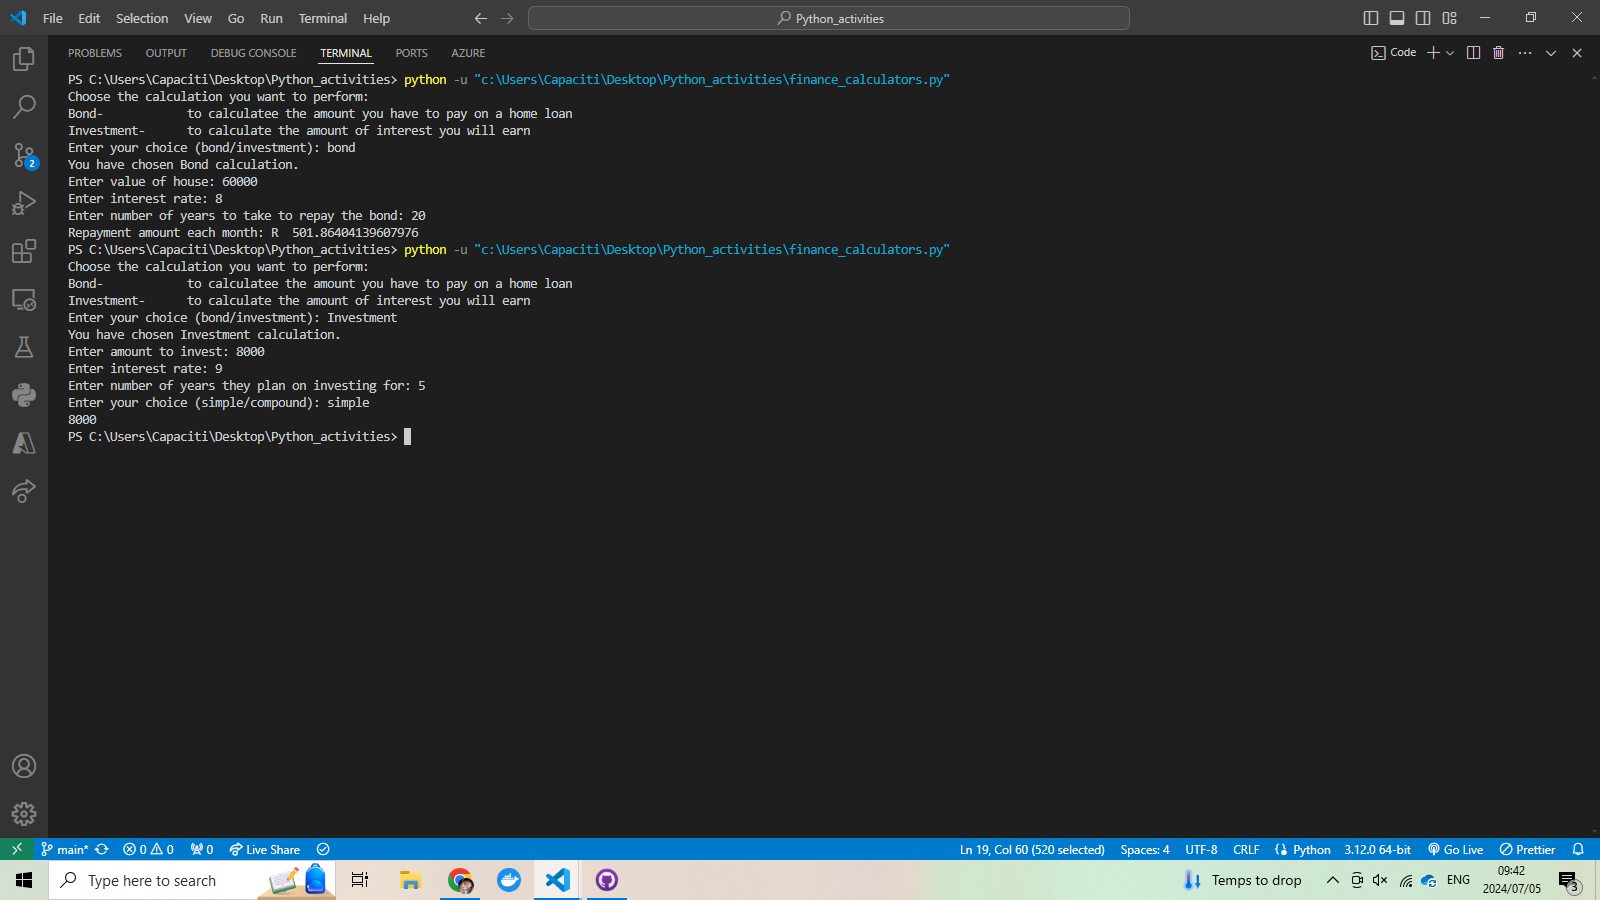 File Edit Selection View Go Run Terminal Help
Python_activities
PROBLEMS OUTPUT DEBUG CONSOLE TERMINAL PORTS AZURE
Code
PS C:\Users\Capaciti\Desktop\Python_activities> python -u "c:\Users\Capaciti\Desktop\Python_activities\finance_calculators.py"
Choose the calculation you want to perform:
Bond- to calculatee the amount you have to pay on a home loan
Investment- to calculate the amount of interest you will earn
Enter your choice (bond/investment): bond
You have chosen Bond calculation.
Enter value of house: 60000
Enter interest rate: 8
Enter number of years to take to repay the bond: 20
Repayment amount each month: R 501.86404139607976
PS C:\Users\Capaciti\Desktop\Python_activities> python -u "c:\Users\Capaciti\Desktop\Python_activities\finance_calculators.py"
Choose the calculation you want to perform:
Bond- to calculatee the amount you have to pay on a home loan
Investment- to calculate the amount of interest you will earn
Enter your choice (bond/investment): Investment
You have chosen Investment calculation.
Enter amount to invest: 8000
Enter interest rate: 9
Enter number of years they plan on investing for: 5
Enter your choice (simple/compound): simple
8000
PS C:\Users\Capaciti\Desktop\Python_activities>
2
main* 0 0 0 Live Share
Ln 19, Col 60 (520 selected) Spaces: 4 UTF-8 CRLF Python 3.12.0 64-bit Go Live Prettier
Type here to search
Temps to drop ENG
09:42
2024/07/05
3